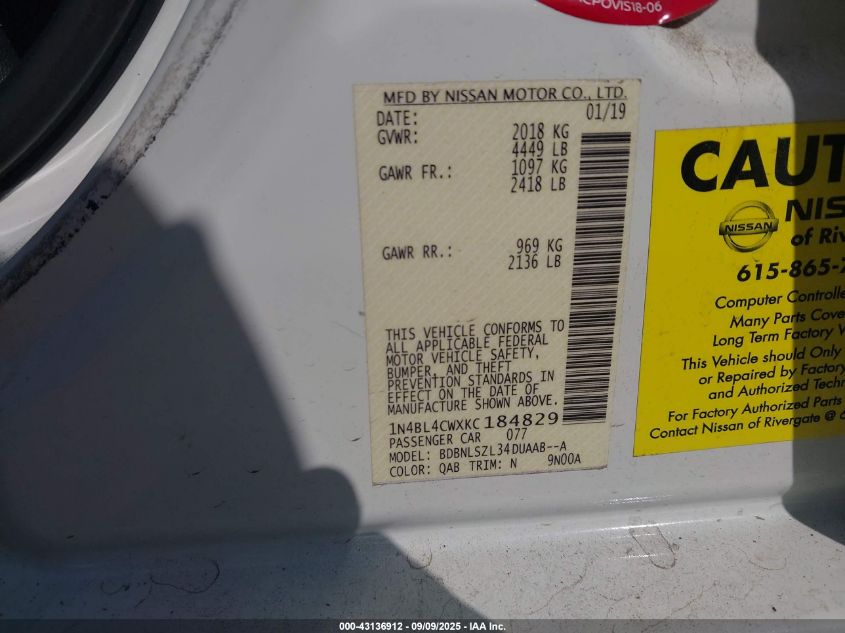 CPOVIS18-06
MFD BY NISSAN MOTOR CO., LTD.
DATE: 01/19
GVWR: 2018 KG
4449 LB
GAWR FR.: 1097 KG
2418 LB
GAWR RR.: 969 KG
2136 LB
THIS VEHICLE CONFORMS TO
ALL APPLICABLE FEDERAL
MOTOR VEHICLE SAFETY,
BUMPER, AND THEFT
PREVENTION STANDARDS IN
EFFECT ON THE DATE OF
MANUFACTURE SHOWN ABOVE.
1N4BL4CWXKC184829
PASSENGER CAR 077
MODEL: BDBNLSZL34DUAAB--A
COLOR: QAB TRIM: N 9N00A
CAUT
NISSAN
NIS
of Riv
615-865-7
Computer Controlle
Many Parts Cove
Long Term Factory V
This Vehicle should Only
or Repaired by Factory
and Authorized Techn
For Factory Authorized Parts
Contact Nissan of Rivergate @ 6
000-43136912 - 09/09/2025 - IAA Inc.